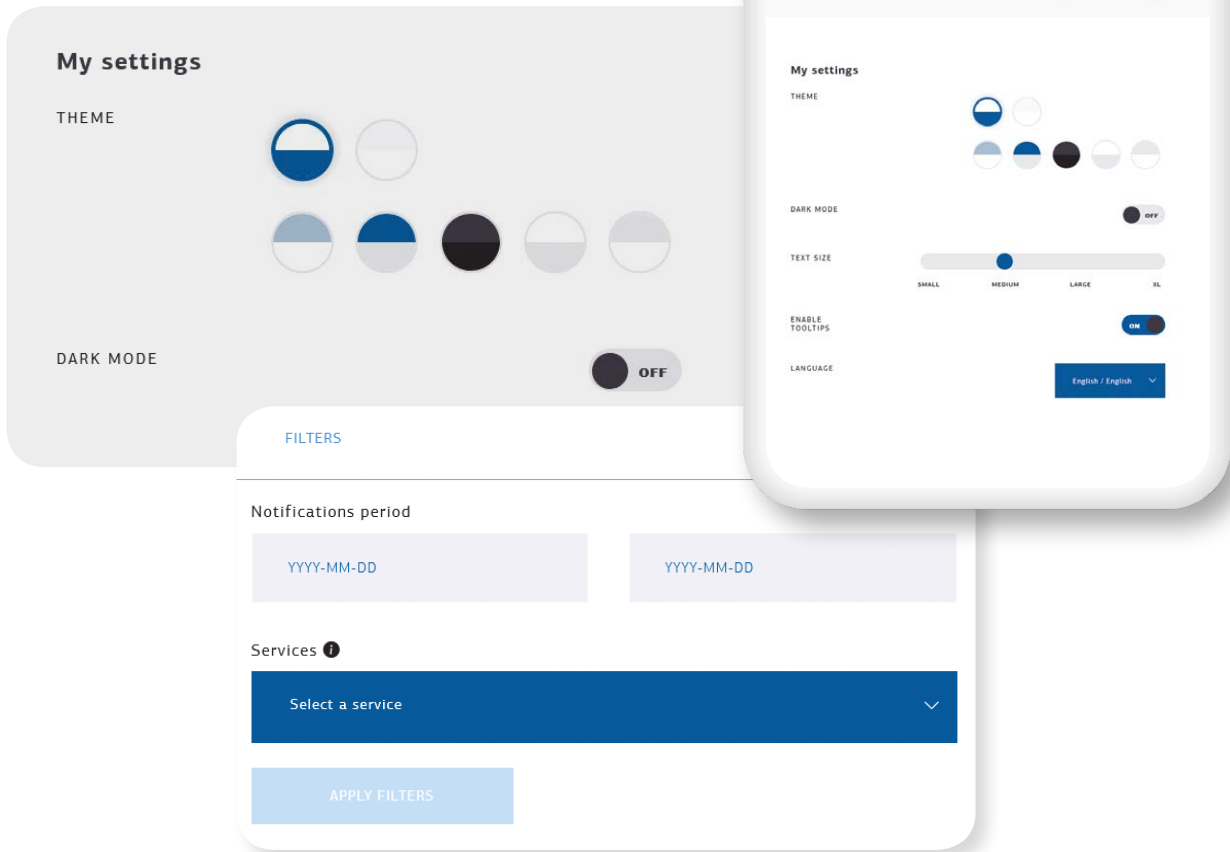 My settings
THEME
DARK MODE
OFF
FILTERS
Notifications period
YYYY-MM-DD YYYY-MM-DD
Services
Select a service
APPLY FILTERS
My settings
THEME
DARK MODE
OFF
TEXT SIZE
SMALL MEDIUM LARGE XL
ENABLE
TOOLTIPS
ON
LANGUAGE
English / English